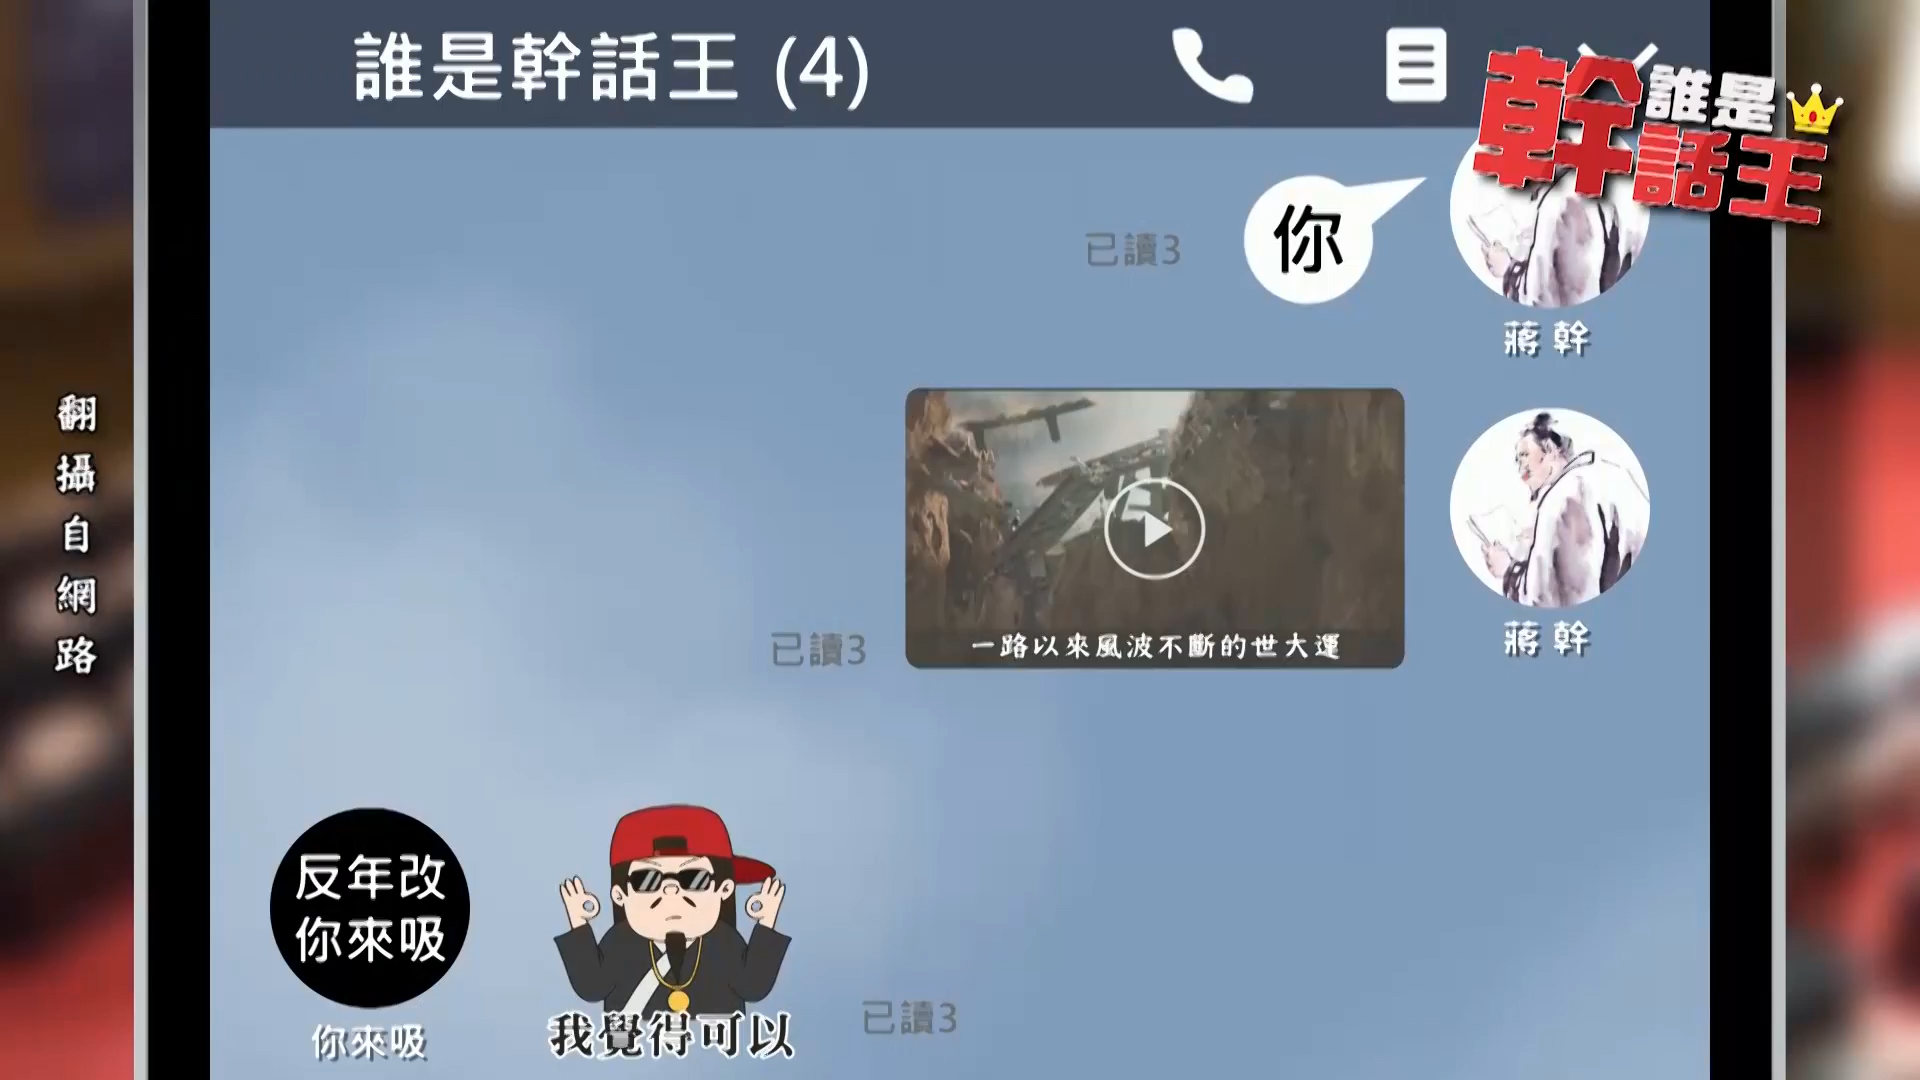 誰是幹話王 (4)
誰是
幹話王
已讀3
你
蔣幹
翻攝自網路
一路以來風波不斷的世大運
已讀3
蔣幹
反年改
你來吸
你來吸
我覺得可以
已讀3